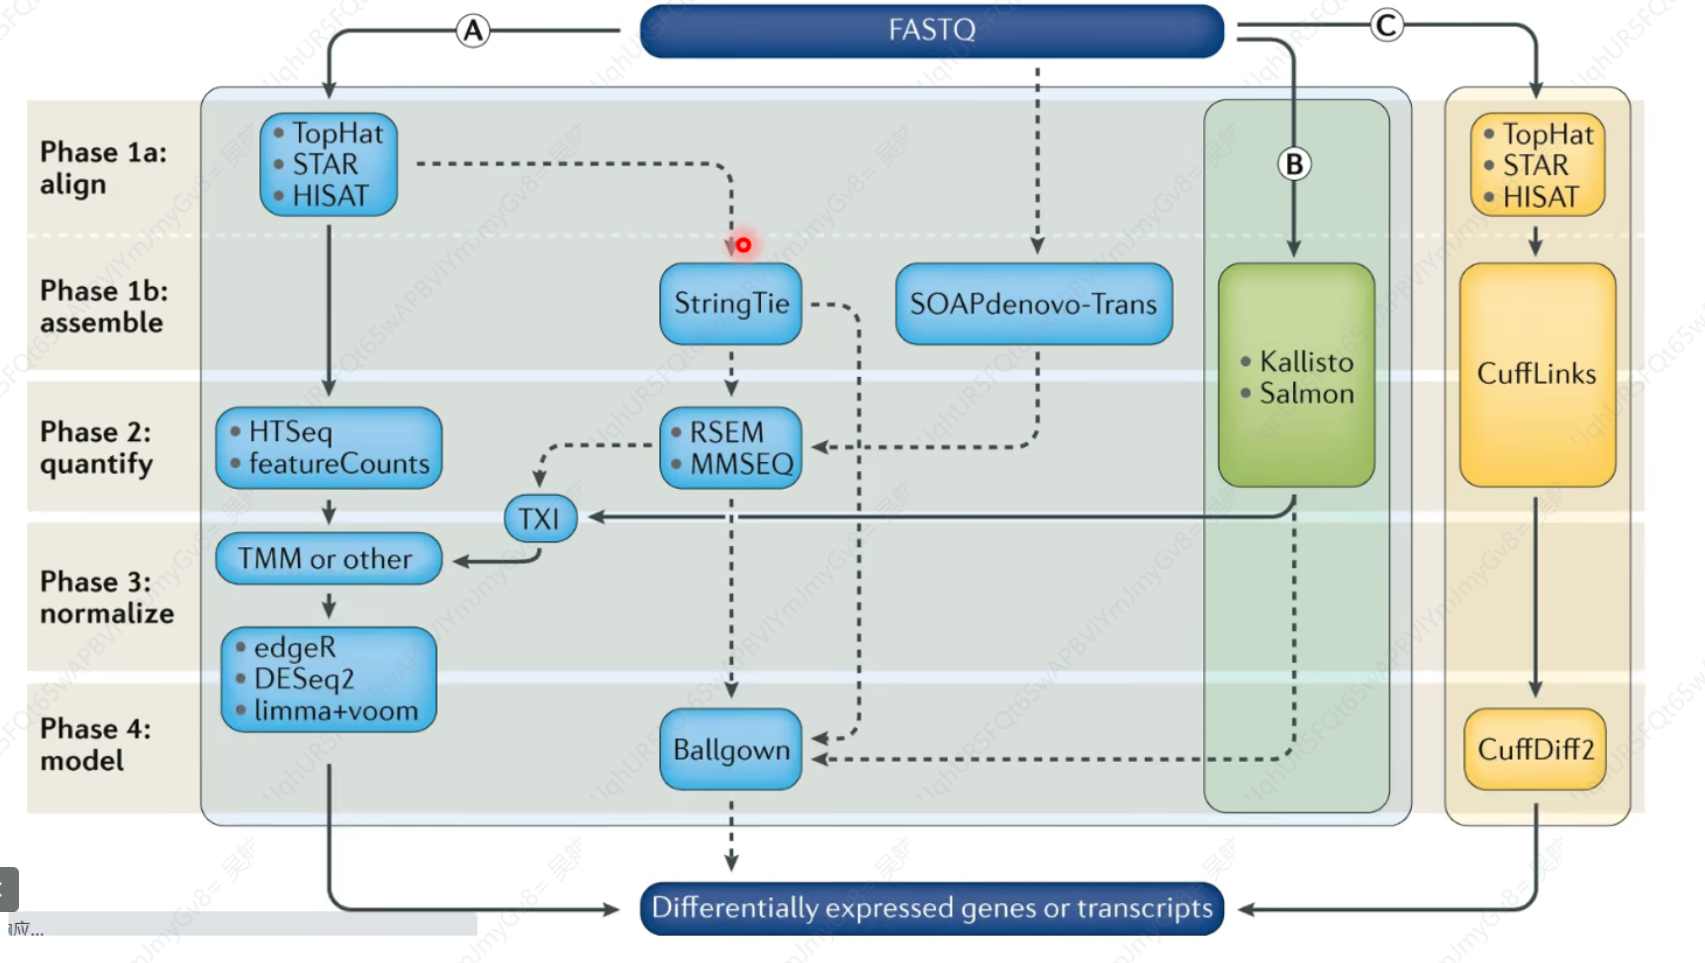 FASTQ
A
B
C
Phase 1a:
align
• TopHat
• STAR
• HISAT
• TopHat
• STAR
• HISAT
Phase 1b:
assemble
StringTie
SOAPdenovo-Trans
• Kallisto
• Salmon
CuffLinks
Phase 2:
quantify
• HTSeq
• featureCounts
• RSEM
• MMSEQ
TXI
Phase 3:
normalize
TMM or other
• edgeR
• DESeq2
• limma+voom
Phase 4:
model
Ballgown
CuffDiff2
Differentially expressed genes or transcripts